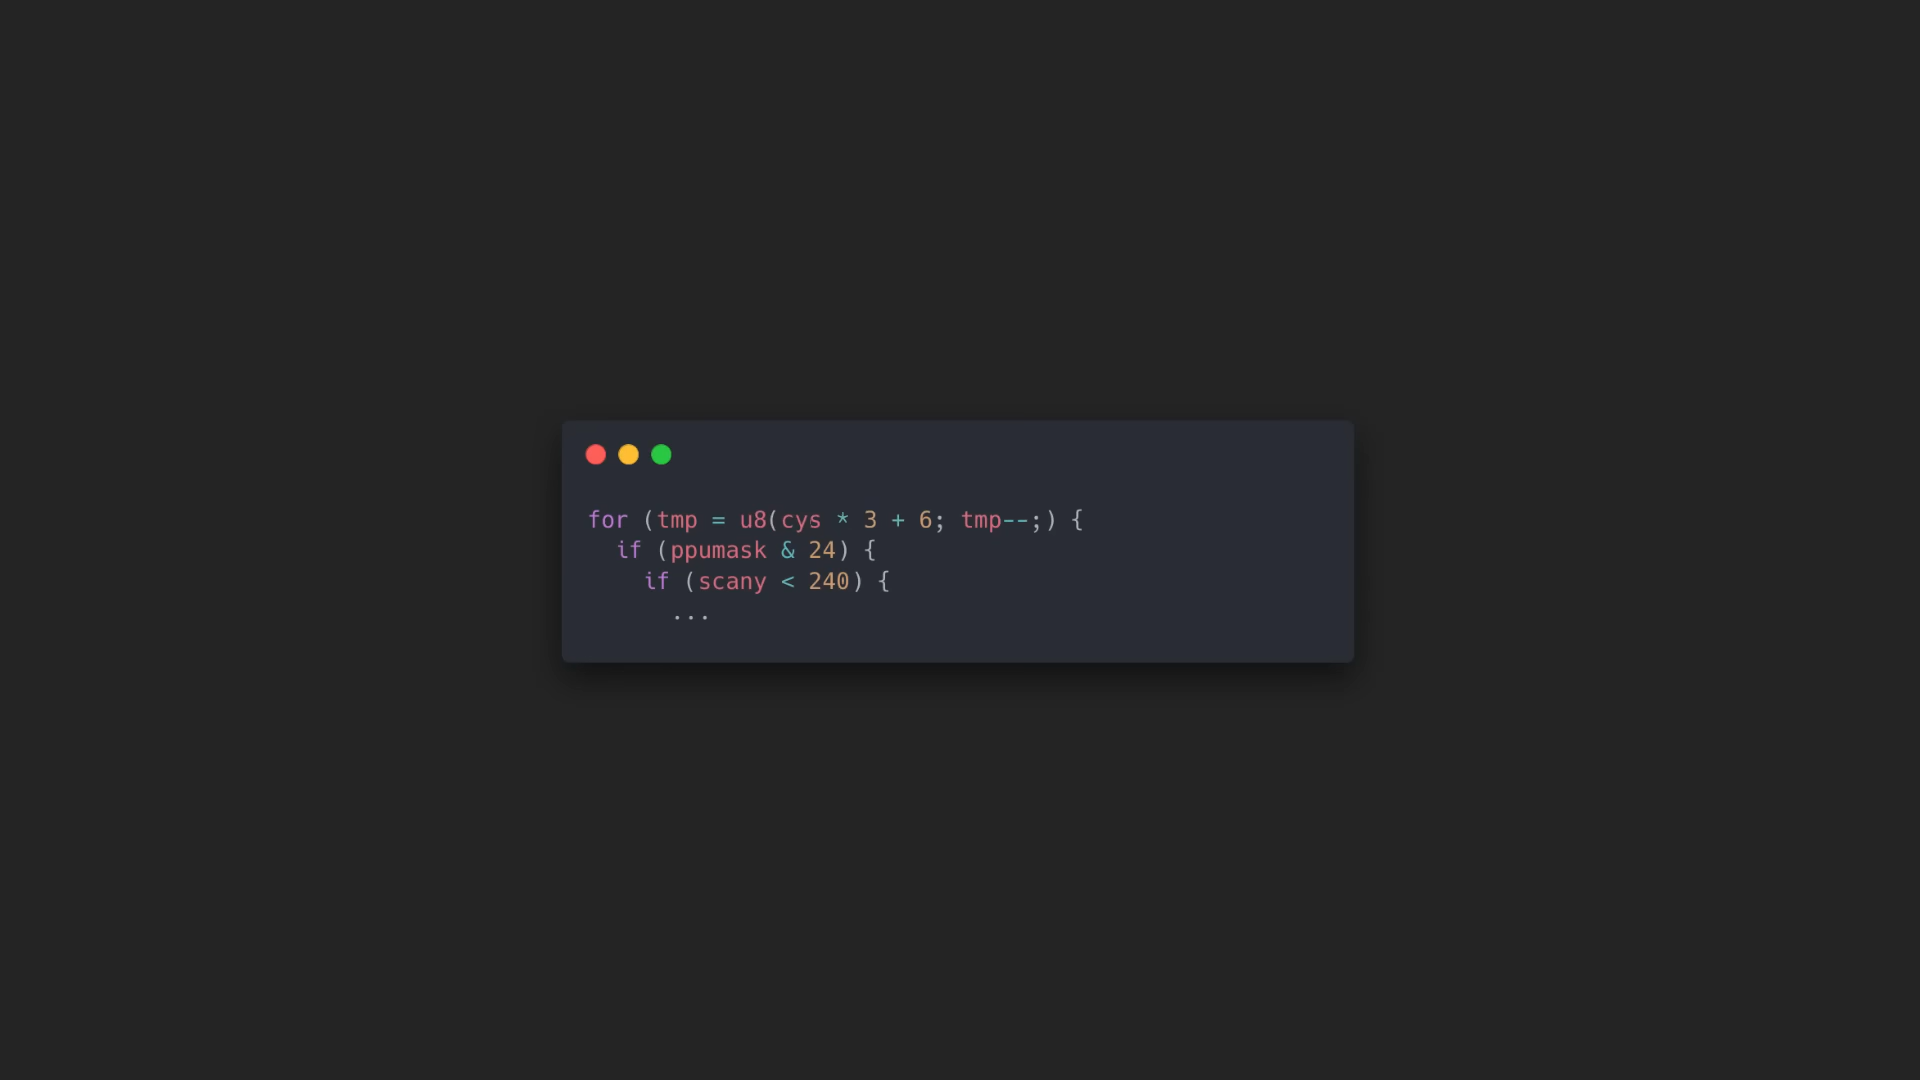 for (tmp = u8(cys * 3 + 6; tmp--;) {
if (ppumask & 24) {
if (scany < 240) {
...